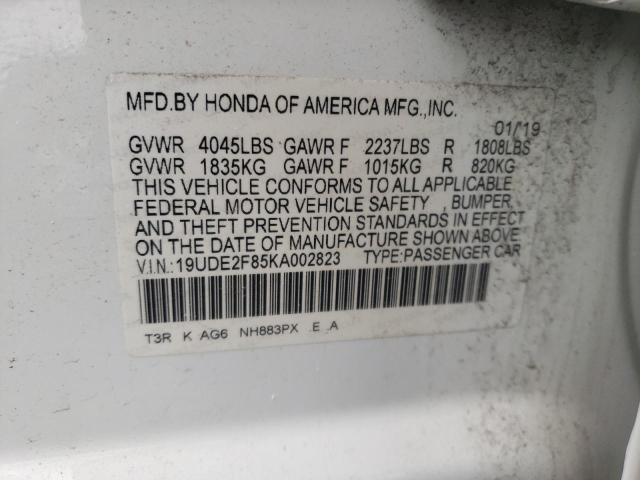 MFD.BY HONDA OF AMERICA MFG.,INC.
01/19
GVWR 4045LBS GAWR F 2237LBS R 1808LBS
GVWR 1835KG GAWR F 1015KG R 820KG
THIS VEHICLE CONFORMS TO ALL APPLICABLE
FEDERAL MOTOR VEHICLE SAFETY , BUMPER
AND THEFT PREVENTION STANDARDS IN EFFECT
ON THE DATE OF MANUFACTURE SHOWN ABOVE.
V.I.N.:19UDE2F85KA002823 TYPE:PASSENGER CAR
T3R K AG6 NH883PX E A